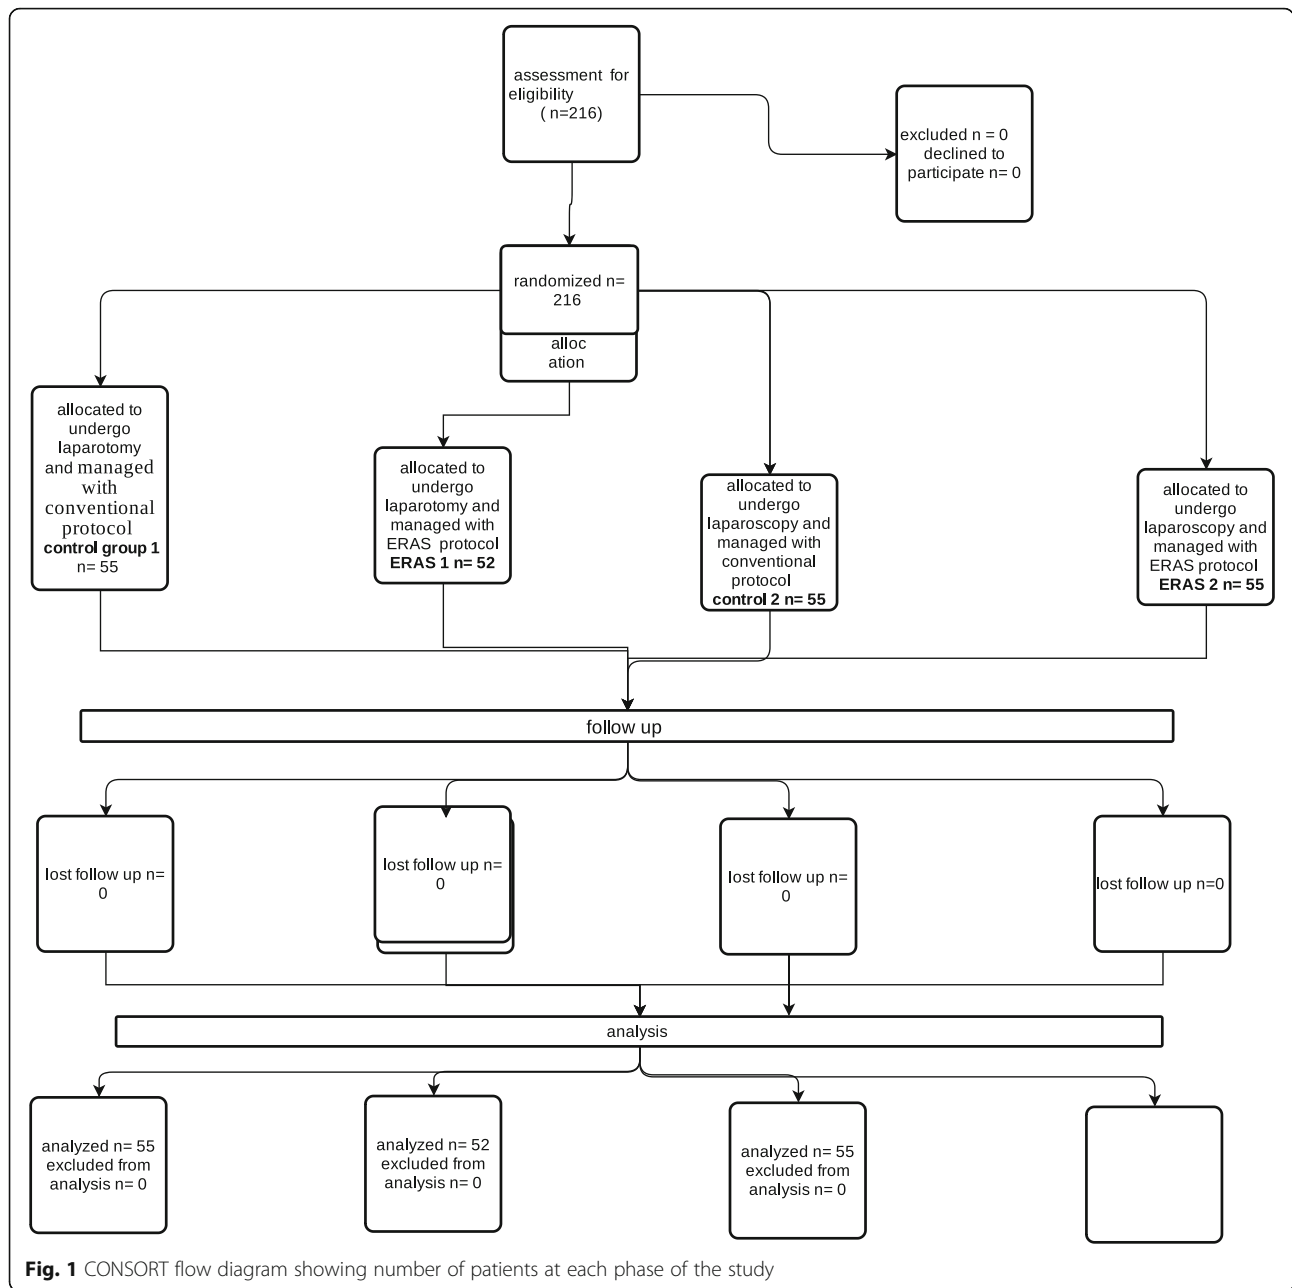 assessment for
eligibility
( n=216)
excluded n = 0
declined to
participate n= 0
randomized n=
216
alloc
ation
allocated to
undergo
laparotomy
and managed
with
conventional
protocol
control group 1
n= 55
allocated to
undergo
laparotomy and
managed with
ERAS protocol
ERAS 1 n= 52
allocated to
undergo
laparoscopy and
managed with
conventional
protocol
control 2 n= 55
allocated to
undergo
laparoscopy and
managed with
ERAS protocol
ERAS 2 n= 55
follow up
lost follow up n=
0
lost follow up n=
0
lost follow up n=
0
lost follow up n=0
analysis
analyzed n= 55
excluded from
analysis n= 0
analyzed n= 52
excluded from
analysis n= 0
analyzed n= 55
excluded from
analysis n= 0
Fig. 1 CONSORT flow diagram showing number of patients at each phase of the study